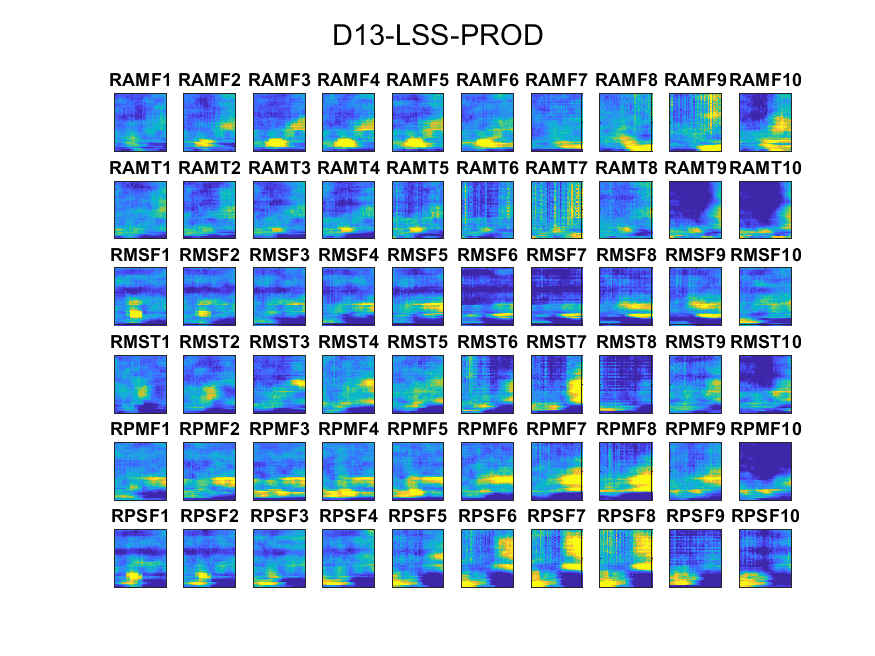 D13-LSS-PROD
RAMF1 RAMF2 RAMF3 RAMF4 RAMF5 RAMF6 RAMF7 RAMF8 RAMF9 RAMF10
RAMT1 RAMT2 RAMT3 RAMT4 RAMT5 RAMT6 RAMT7 RAMT8 RAMT9 RAMT10
RMSF1 RMSF2 RMSF3 RMSF4 RMSF5 RMSF6 RMSF7 RMSF8 RMSF9 RMSF10
RMST1 RMST2 RMST3 RMST4 RMST5 RMST6 RMST7 RMST8 RMST9 RMST10
RPMF1 RPMF2 RPMF3 RPMF4 RPMF5 RPMF6 RPMF7 RPMF8 RPMF9 RPMF10
RPSF1 RPSF2 RPSF3 RPSF4 RPSF5 RPSF6 RPSF7 RPSF8 RPSF9 RPSF10